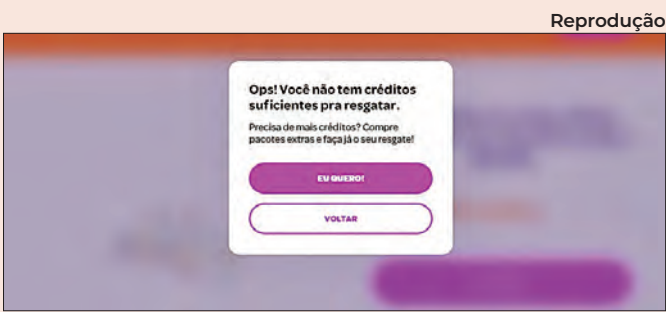 Reprodução
Ops! Você não tem créditos
suficientes pra resgatar.
Precisa de mais créditos? Compre
pacotes extras e faça já o seu resgate!
EU QUERO!
VOLTAR